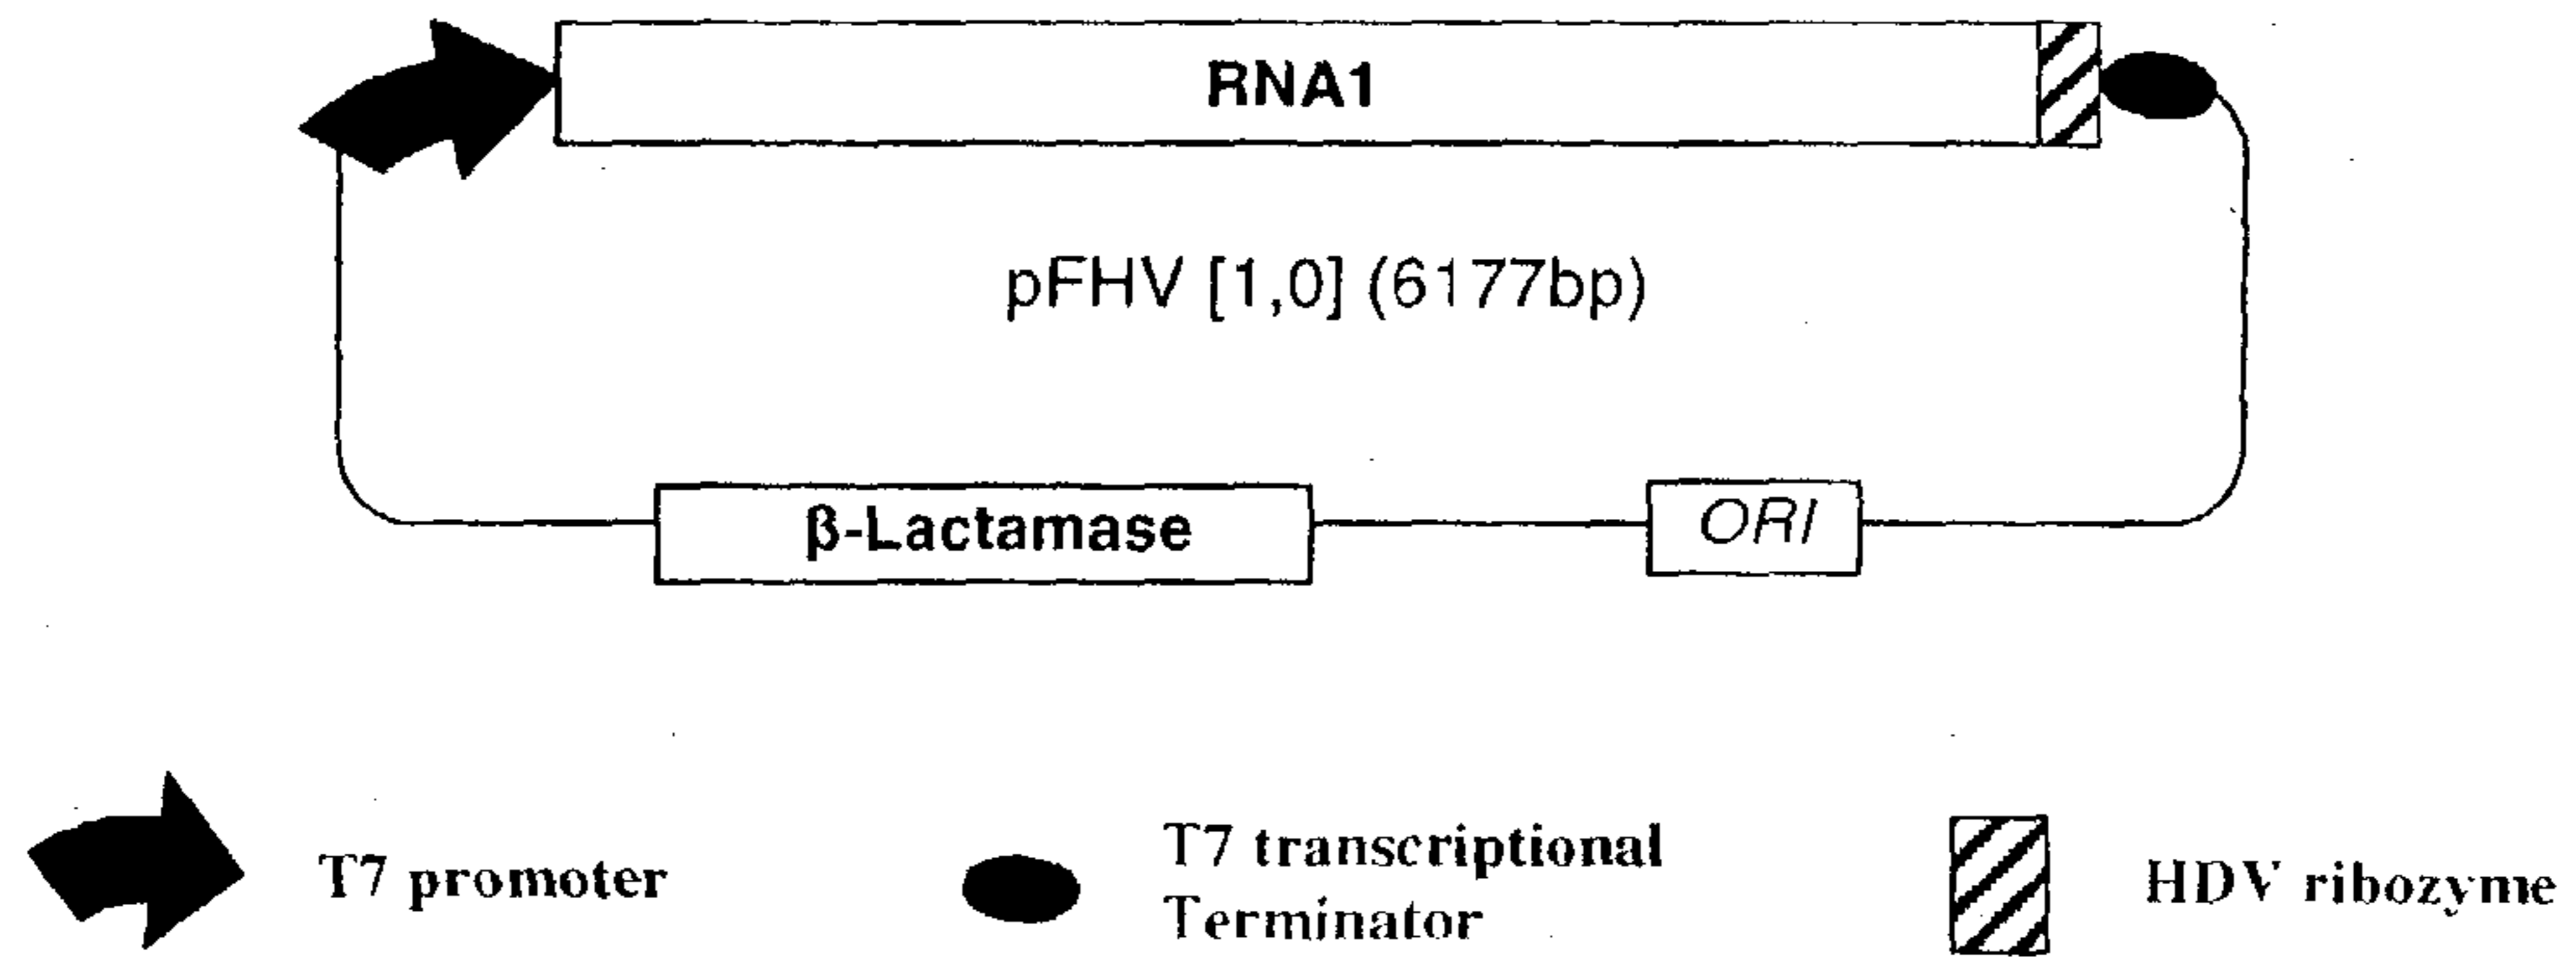 RNA1
pFHV [1,0] (6177bp)
β-Lactamase
ORI
T7 promoter
T7 transcriptional
Terminator
HDV ribozyme